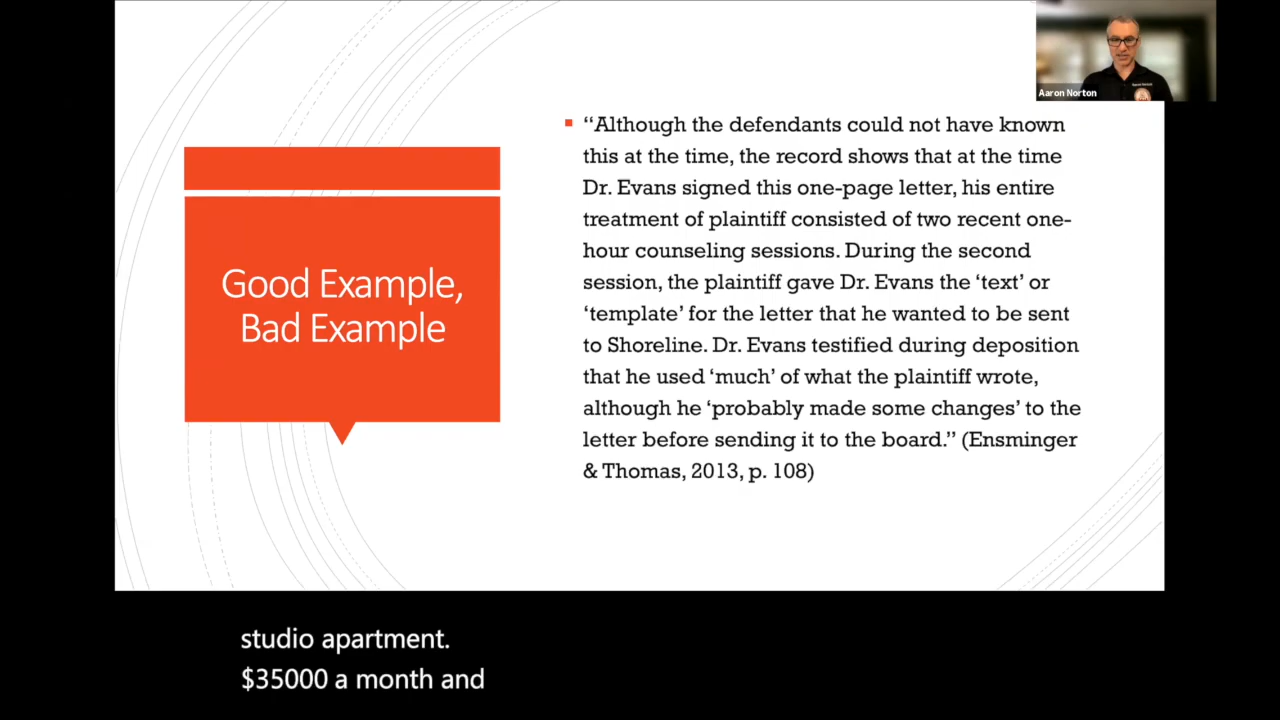 Aaron Norton
Good Example,
Bad Example
“Although the defendants could not have known
this at the time, the record shows that at the time
Dr. Evans signed this one-page letter, his entire
treatment of plaintiff consisted of two recent one-
hour counseling sessions. During the second
session, the plaintiff gave Dr. Evans the ‘text’ or
‘template’ for the letter that he wanted to be sent
to Shoreline. Dr. Evans testified during deposition
that he used ‘much’ of what the plaintiff wrote,
although he ‘probably made some changes’ to the
letter before sending it to the board.” (Ensminger
& Thomas, 2013, p. 108)
studio apartment.
$35000 a month and